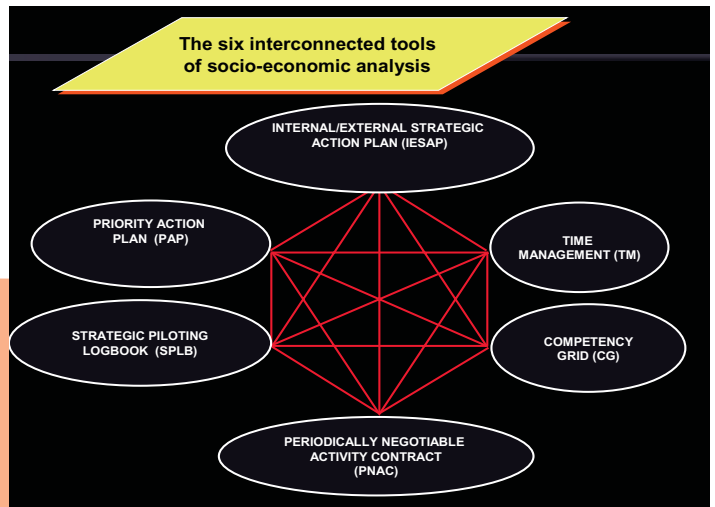 The six interconnected tools
of socio-economic analysis
INTERNAL/EXTERNAL STRATEGIC
ACTION PLAN (IESAP)
PRIORITY ACTION
PLAN (PAP)
TIME
MANAGEMENT (TM)
STRATEGIC PILOTING
LOGBOOK (SPLB)
COMPETENCY
GRID (CG)
PERIODICALLY NEGOTIABLE
ACTIVITY CONTRACT
(PNAC)